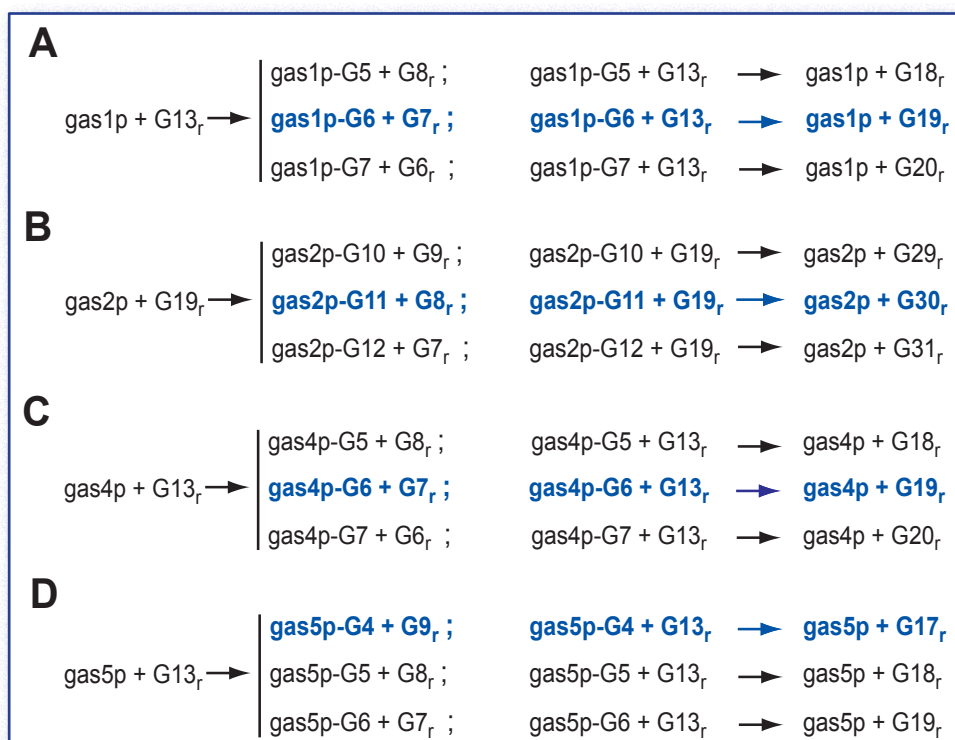 A
gas1p-G5 + G8r ; gas1p-G5 + G13r → gas1p + G18r
gas1p + G13r → gas1p-G6 + G7r ; gas1p-G6 + G13r → gas1p + G19r
gas1p-G7 + G6r ; gas1p-G7 + G13r → gas1p + G20r
B
gas2p-G10 + G9r ; gas2p-G10 + G19r → gas2p + G29r
gas2p + G19r → gas2p-G11 + G8r ; gas2p-G11 + G19r → gas2p + G30r
gas2p-G12 + G7r ; gas2p-G12 + G19r → gas2p + G31r
C
gas4p-G5 + G8r ; gas4p-G5 + G13r → gas4p + G18r
gas4p + G13r → gas4p-G6 + G7r ; gas4p-G6 + G13r → gas4p + G19r
gas4p-G7 + G6r ; gas4p-G7 + G13r → gas4p + G20r
D
gas5p-G4 + G9r ; gas5p-G4 + G13r → gas5p + G17r
gas5p + G13r → gas5p-G5 + G8r ; gas5p-G5 + G13r → gas5p + G18r
gas5p-G6 + G7r ; gas5p-G6 + G13r → gas5p + G19r